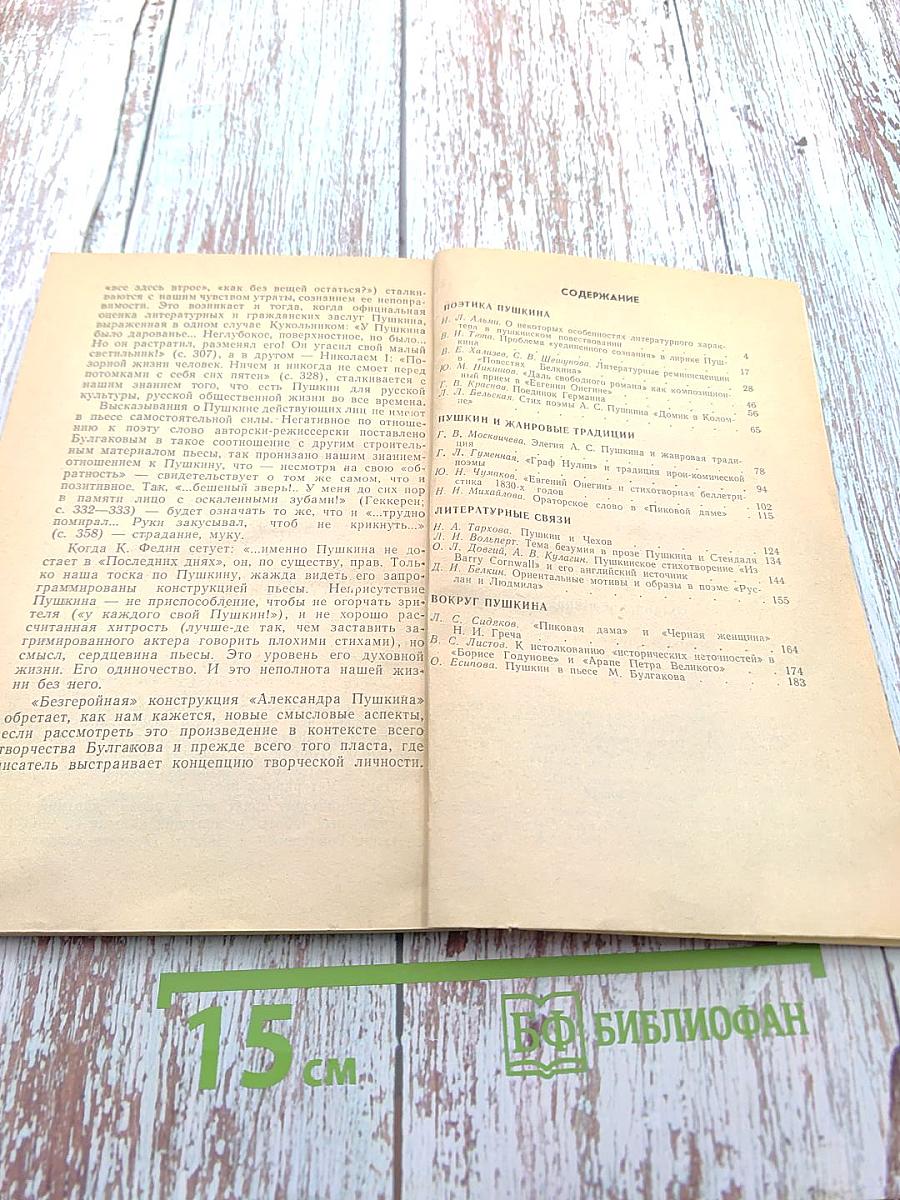 «все здесь втрое», «как без вещей остаться?») сталки-
ваются с нашим чувством утраты, сознанием ее непопра-
вимости. Это возникает и тогда, когда официальная
оценка литературных и гражданских заслуг Пушкина,
выраженная в одном случае Кукольником: «У Пушкина
было дарованье... Неглубокое, поверхностное, но было...
Но он растратил, разменял его! Он угасил свой малый
светильник!» (с. 307), а в другом — Николаем I: «По-
зорной жизни человек. Ничем и никогда не смоет перед
потомками с себя сих пятен» (с. 328), сталкивается с
нашим знанием того, что есть Пушкин для русской
культуры, русской общественной жизни во все времена.
Высказывания о Пушкине действующих лиц не имеют
в пьесе самостоятельной силы. Негативное по отноше-
нию к поэту слово авторски-режиссерски поставлено
Булгаковым в такое соотношение с другим строитель-
ным материалом пьесы, так пронизано нашим знанием-
отношением к Пушкину, что — несмотря на свою «об-
ратность» — свидетельствует о том же самом, что и
позитивное. Так, «...бешеный зверь!.. У меня до сих пор
в памяти лицо с оскаленными зубами!» (Геккерен;
с. 332—333) — будет означать то же, что и «...трудно
помирал... Руки закусывал, чтоб не крикнуть...»
(с. 358) — страдание, муку.
Когда К. Федин сетует: «...именно Пушкина не до-
стает в «Последних днях», он, по существу, прав. Толь-
ко наша тоска по Пушкину, жажда видеть его запро-
граммированы конструкцией пьесы. Неприсутствие
Пушкина — не приспособление, чтобы не огорчать зри-
теля («у каждого свой Пушкин!»), и не хорошо рас-
считанная хитрость (лучше-де так, чем заставить за-
гримированного актера говорить плохими стихами), но
смысл, сердцевина пьесы. Это уровень его духовной
жизни. Его одиночество. И это неполнота нашей жиз-
ни без него.
«Безгеройная» конструкция «Александра Пушкина»
обретает, как нам кажется, новые смысловые аспекты,
если рассмотреть это произведение в контексте всего
творчества Булгакова и прежде всего того пласта, где
писатель выстраивает концепцию творческой личности.
СОДЕРЖАНИЕ
ПОЭТИКА ПУШКИНА
И. Л. Альми. О некоторых особенностях литературного харак-
тера в пушкинском повествовании 4
В. И. Тюпа. Проблема «уединенного сознания» в лирике Пуш-
кина 17
В. Е. Хализев, С. В. Шешунова. Литературные реминисценции
в «Повестях Белкина» 28
Ю. М. Никишов. «Даль свободного романа» как композицион-
ный прием в «Евгении Онегине» 46
Г. В. Краснов. Поединок Германна 56
Л. Л. Бельская. Стих поэмы А. С. Пушкина «Домик в Колом-
не» 65
ПУШКИН И ЖАНРОВЫЕ ТРАДИЦИИ
Г. В. Москвичева. Элегия А. С. Пушкина и жанровая тради-
ция 78
Г. Л. Гуменная. «Граф Нулин» и традиция ирои-комической
поэмы 94
Ю. Н. Чумаков. «Евгений Онегин» и стихотворная беллетри-
стика 1830-х годов 102
Н. И. Михайлова. Ораторское слово в «Пиковой даме» 115
ЛИТЕРАТУРНЫЕ СВЯЗИ
Н. А. Тархова. Пушкин и Чехов 124
Л. И. Вольперт. Тема безумия в прозе Пушкина и Стендаля 134
О. Л. Довгий, А. В. Кулагин. Пушкинское стихотворение «Из
Barry Cornwall» и его английский источник 144
Д. И. Белкин. Ориентальные мотивы и образы в поэме «Рус-
лан и Людмила» 155
ВОКРУГ ПУШКИНА
Л. С. Сидяков. «Пиковая дама» и «Черная женщина»
Н. И. Греча 164
В. С. Листов. К истолкованию «исторических неточностей» в
«Борисе Годунове» и «Арапе Петра Великого» 174
О. Есипова. Пушкин в пьесе М. Булгакова 183
15 см
БФ БИБЛИОФАН